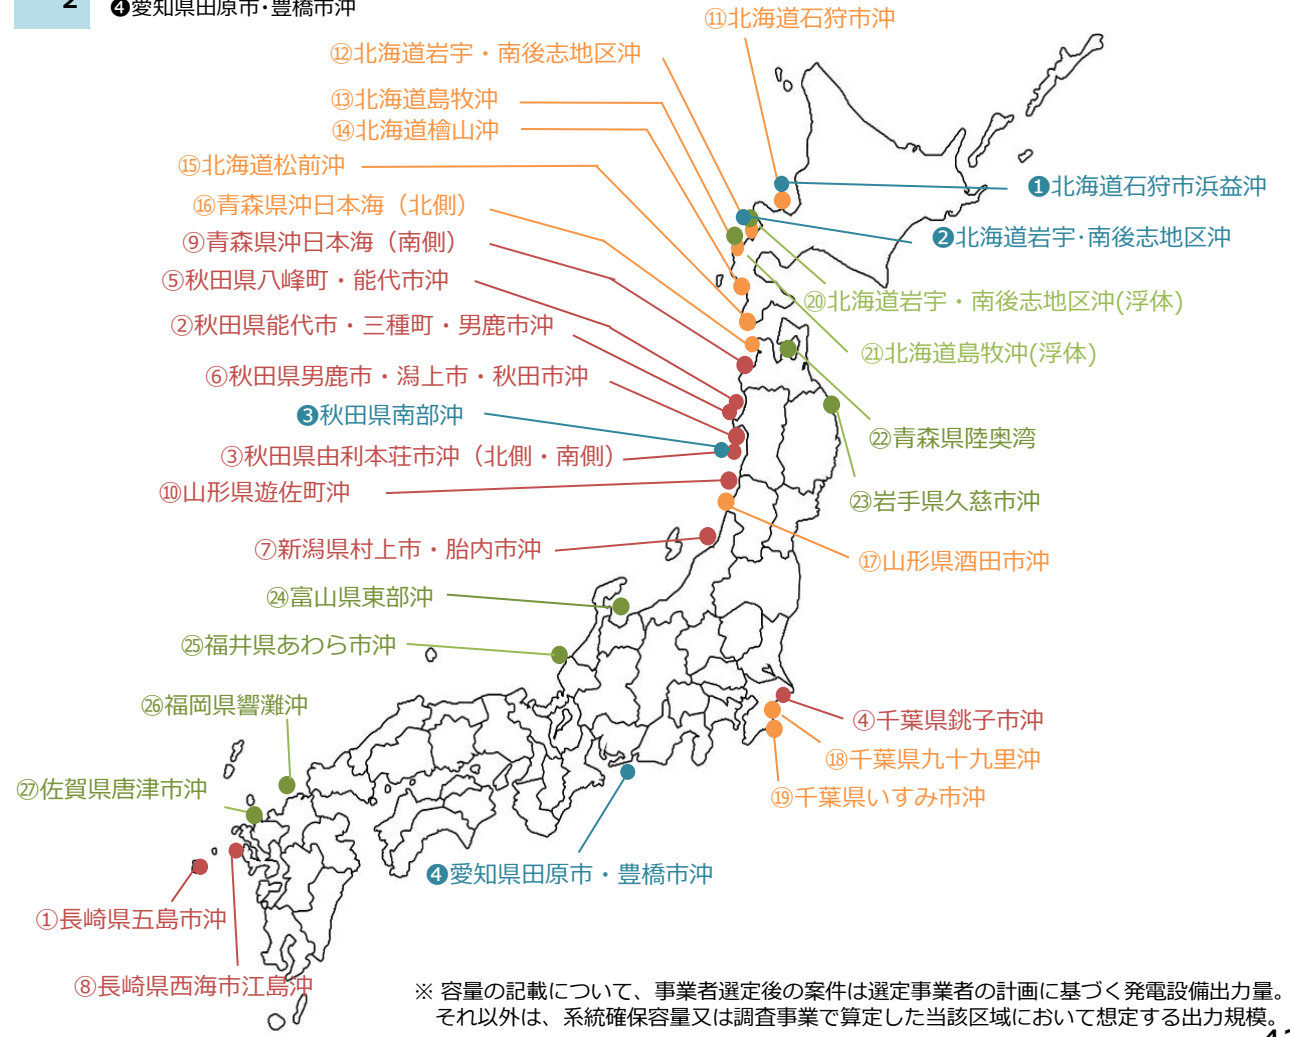 ❹愛知県田原市･豊橋市沖
⑪北海道石狩市沖
⑫北海道岩宇・南後志地区沖
⑬北海道島牧沖
⑭北海道檜山沖
⑮北海道松前沖
❶北海道石狩市浜益沖
⑯青森県沖日本海（北側）
❷北海道岩宇･南後志地区沖
⑨青森県沖日本海（南側）
⑤秋田県八峰町・能代市沖
⑳北海道岩宇・南後志地区沖(浮体)
②秋田県能代市・三種町・男鹿市沖
㉑北海道島牧沖(浮体)
⑥秋田県男鹿市・潟上市・秋田市沖
❸秋田県南部沖
㉒青森県陸奥湾
③秋田県由利本荘市沖（北側・南側）
⑩山形県遊佐町沖
㉓岩手県久慈市沖
⑦新潟県村上市・胎内市沖
⑰山形県酒田市沖
㉔富山県東部沖
㉕福井県あわら市沖
㉖福岡県響灘沖
④千葉県銚子市沖
⑱千葉県九十九里沖
㉗佐賀県唐津市沖
⑲千葉県いすみ市沖
❹愛知県田原市・豊橋市沖
①長崎県五島市沖
⑧長崎県西海市江島沖
※ 容量の記載について、事業者選定後の案件は選定事業者の計画に基づく発電設備出力量。
それ以外は、系統確保容量又は調査事業で算定した当該区域において想定する出力規模。